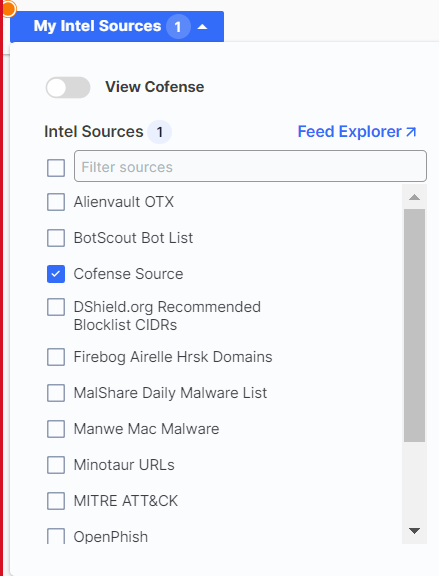 My Intel Sources 1
View Cofense
Intel Sources 1 Feed Explorer
Filter sources
Alienvault OTX
BotScout Bot List
Cofense Source
DShield.org Recommended
Blocklist CIDRs
Firebog Airelle Hrsk Domains
MalShare Daily Malware List
Manwe Mac Malware
Minotaur URLs
MITRE ATT&CK
OpenPhish